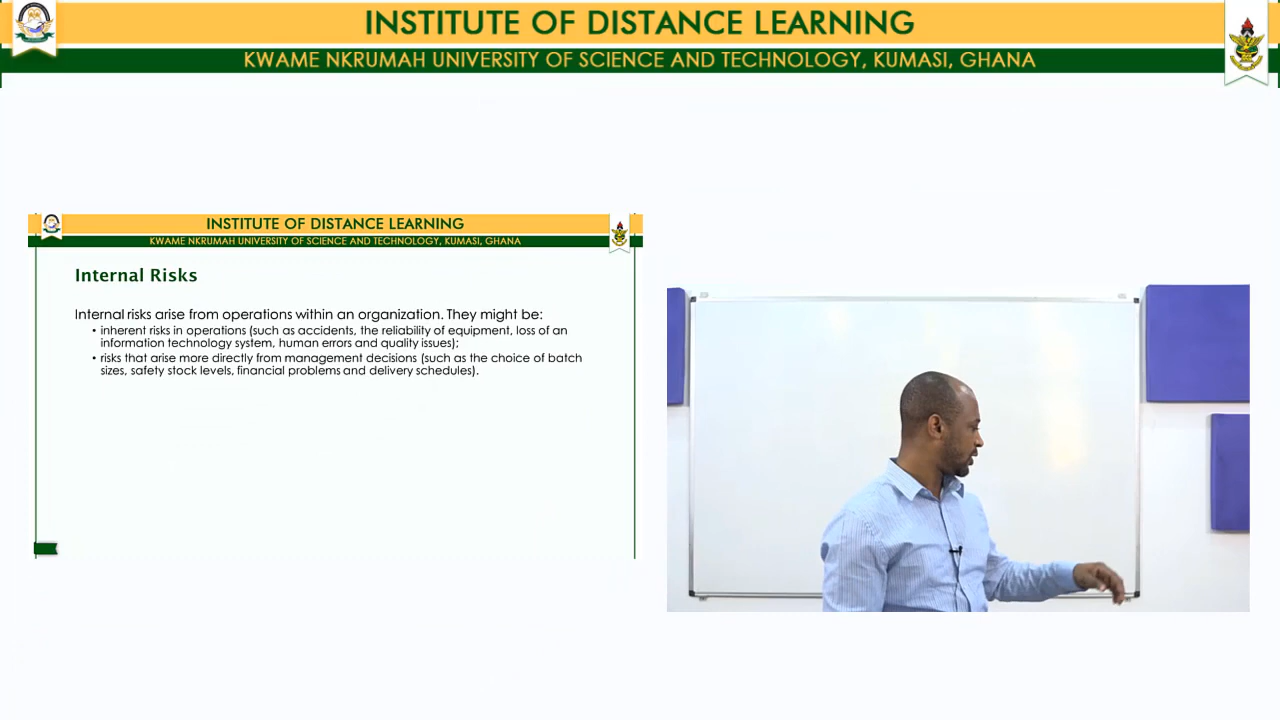 INSTITUTE OF DISTANCE LEARNING
KWAME NKRUMAH UNIVERSITY OF SCIENCE AND TECHNOLOGY, KUMASI, GHANA
INSTITUTE OF DISTANCE LEARNING
KWAME NKRUMAH UNIVERSITY OF SCIENCE AND TECHNOLOGY, KUMASI, GHANA
Internal Risks
Internal risks arise from operations within an organization. They might be:
• inherent risks in operations (such as accidents, the reliability of equipment, loss of an
information technology system, human errors and quality issues);
• risks that arise more directly from management decisions (such as the choice of batch
sizes, safety stock levels, financial problems and delivery schedules).